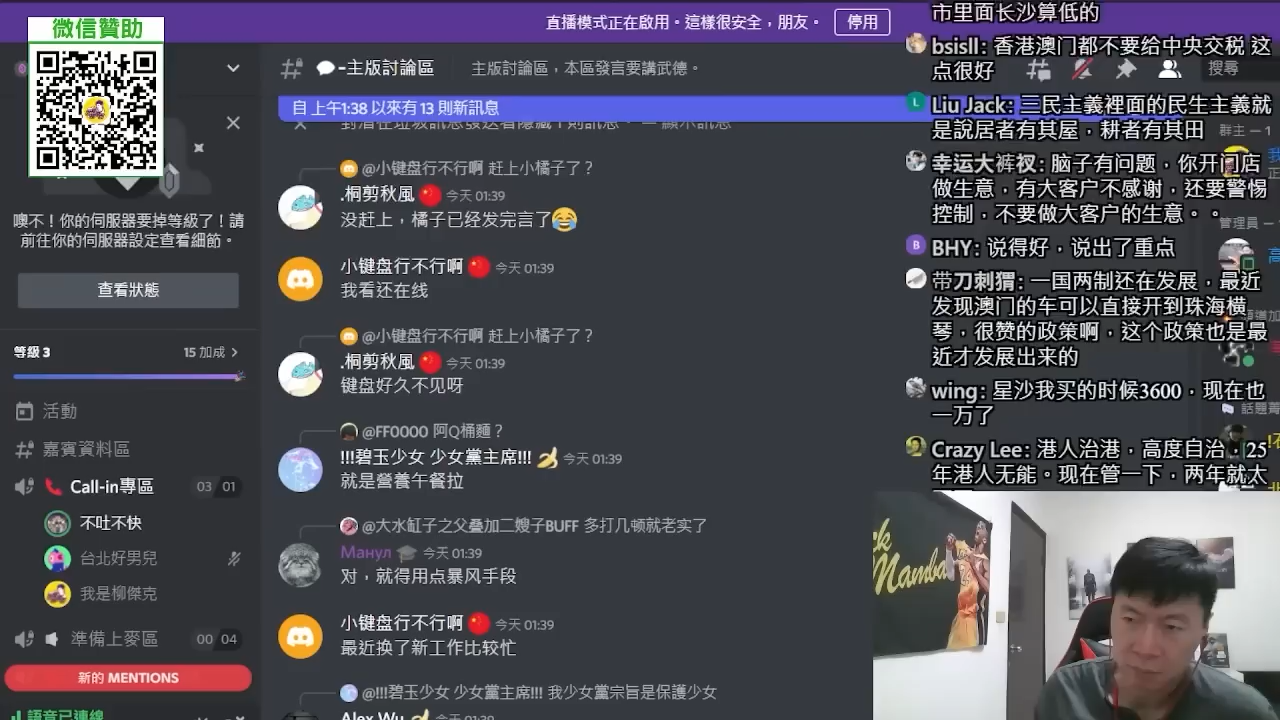 微信贊助
直播模式正在啟用。這樣很安全，朋友。
停用
-主版討論區
主版討論區，本區發言要講武德。
搜尋
自 上午1:38 以來有 13 則新訊息
噢不！你的伺服器要掉等級了！請
前往你的伺服器設定查看細節。
查看狀態
等級 3
15 加成
活動
嘉賓資料區
Call-in專區
03 01
不吐不快
台北好男兒
我是柳傑克
準備上麥區
00 04
新的 MENTIONS
語音已連線
@小键盘行不行啊 赶上小橘子了？
.桐剪秋風 今天 01:39
没赶上，橘子已经发完言了
小键盘行不行啊 今天 01:39
我看还在线
@小键盘行不行啊 赶上小橘子了？
.桐剪秋風 今天 01:39
键盘好久不见呀
@FF0000 阿Q桶麵？
!!!碧玉少女 少女黨主席!!! 今天 01:39
就是營養午餐拉
@大水缸子之父叠加二嫂子BUFF 多打几顿就老实了
Манул 今天 01:39
对，就得用点暴风手段
小键盘行不行啊 今天 01:39
最近换了新工作比较忙
@!!!碧玉少女 少女黨主席!!! 我少女黨宗旨是保護少女
Alex Wu 今天 01:39
市里面长沙算低的
bsisll: 香港澳门都不要给中央交税 这
点很好
Liu Jack: 三民主義裡面的民生主義就
是說居者有其屋，耕者有其田
群主 — 1
幸运大裤衩: 脑子有问题，你开门店
做生意，有大客户不感谢，还要警惕
控制，不要做大客户的生意。。
管理員 —
BHY: 说得好，说出了重点
带刀刺猬: 一国两制还在发展，最近
发现澳门的车可以直接开到珠海横
琴，很赞的政策啊，这个政策也是最
近才发展出来的
wing: 星沙我买的时候3600，现在也
一万了
Crazy Lee: 港人治港，高度自治，25
年港人无能。现在管一下，两年就太
Mamba